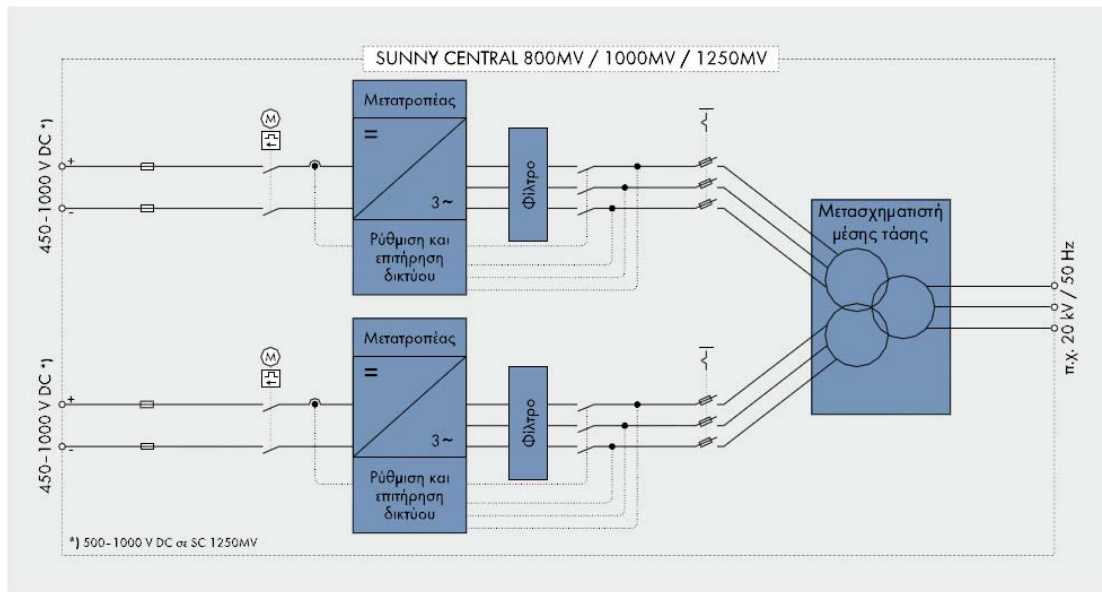 SUNNY CENTRAL 800MV / 1000MV / 1250MV
450–1000 V DC *)
+
-
M
Μετατροπέας
=
3~
Ρύθμιση και
επιτήρηση
δικτύου
Φίλτρο
Μετασχηματιστή
μέσης τάσης
π.χ. 20 kV / 50 Hz
450–1000 V DC *)
+
-
M
Μετατροπέας
=
3~
Ρύθμιση και
επιτήρηση
δικτύου
Φίλτρο
*) 500–1000 V DC σε SC 1250MV